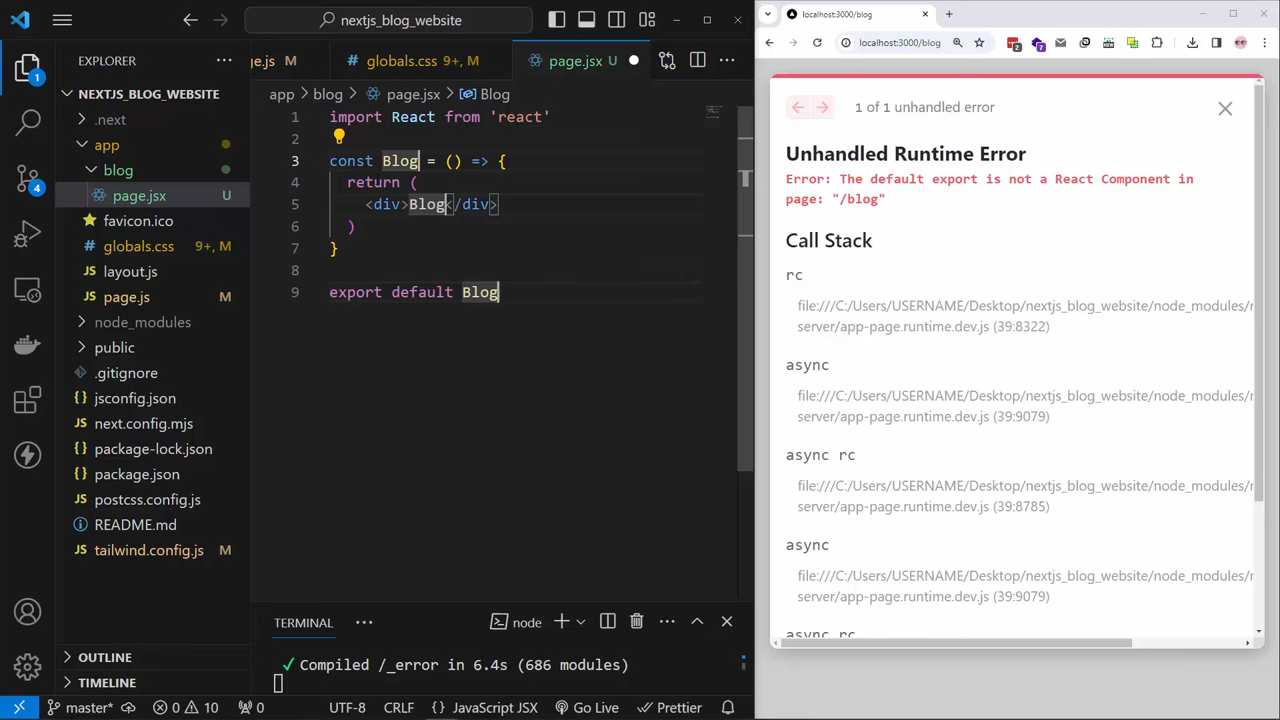 nextjs_blog_website
localhost:3000/blog
EXPLORER
ge.js M
globals.css 9+, M
page.jsx U
localhost:3000/blog
2
7
NEXTJS_BLOG_WEBSITE
.next
app
blog
page.jsx U
favicon.ico
globals.css 9+, M
layout.js
page.js M
node_modules
public
.gitignore
jsconfig.json
next.config.mjs
package-lock.json
package.json
postcss.config.js
README.md
tailwind.config.js M
OUTLINE
TIMELINE
1
4
app > blog > page.jsx > Blog
1 import React from 'react'
2
3 const Blog = () => {
4 return (
5 <div>Blog</div>
6 )
7 }
8
9 export default Blog
TERMINAL
node
✓ Compiled /_error in 6.4s (686 modules)
1 of 1 unhandled error
Unhandled Runtime Error
Error: The default export is not a React Component in
page: "/blog"
Call Stack
rc
file:///C:/Users/USERNAME/Desktop/nextjs_blog_website/node_modules/
server/app-page.runtime.dev.js (39:8322)
async
file:///C:/Users/USERNAME/Desktop/nextjs_blog_website/node_modules/
server/app-page.runtime.dev.js (39:9079)
async rc
file:///C:/Users/USERNAME/Desktop/nextjs_blog_website/node_modules/
server/app-page.runtime.dev.js (39:8785)
async
file:///C:/Users/USERNAME/Desktop/nextjs_blog_website/node_modules/
server/app-page.runtime.dev.js (39:9079)
async rc
master* 0 10 0 UTF-8 CRLF {} JavaScript JSX Go Live Prettier